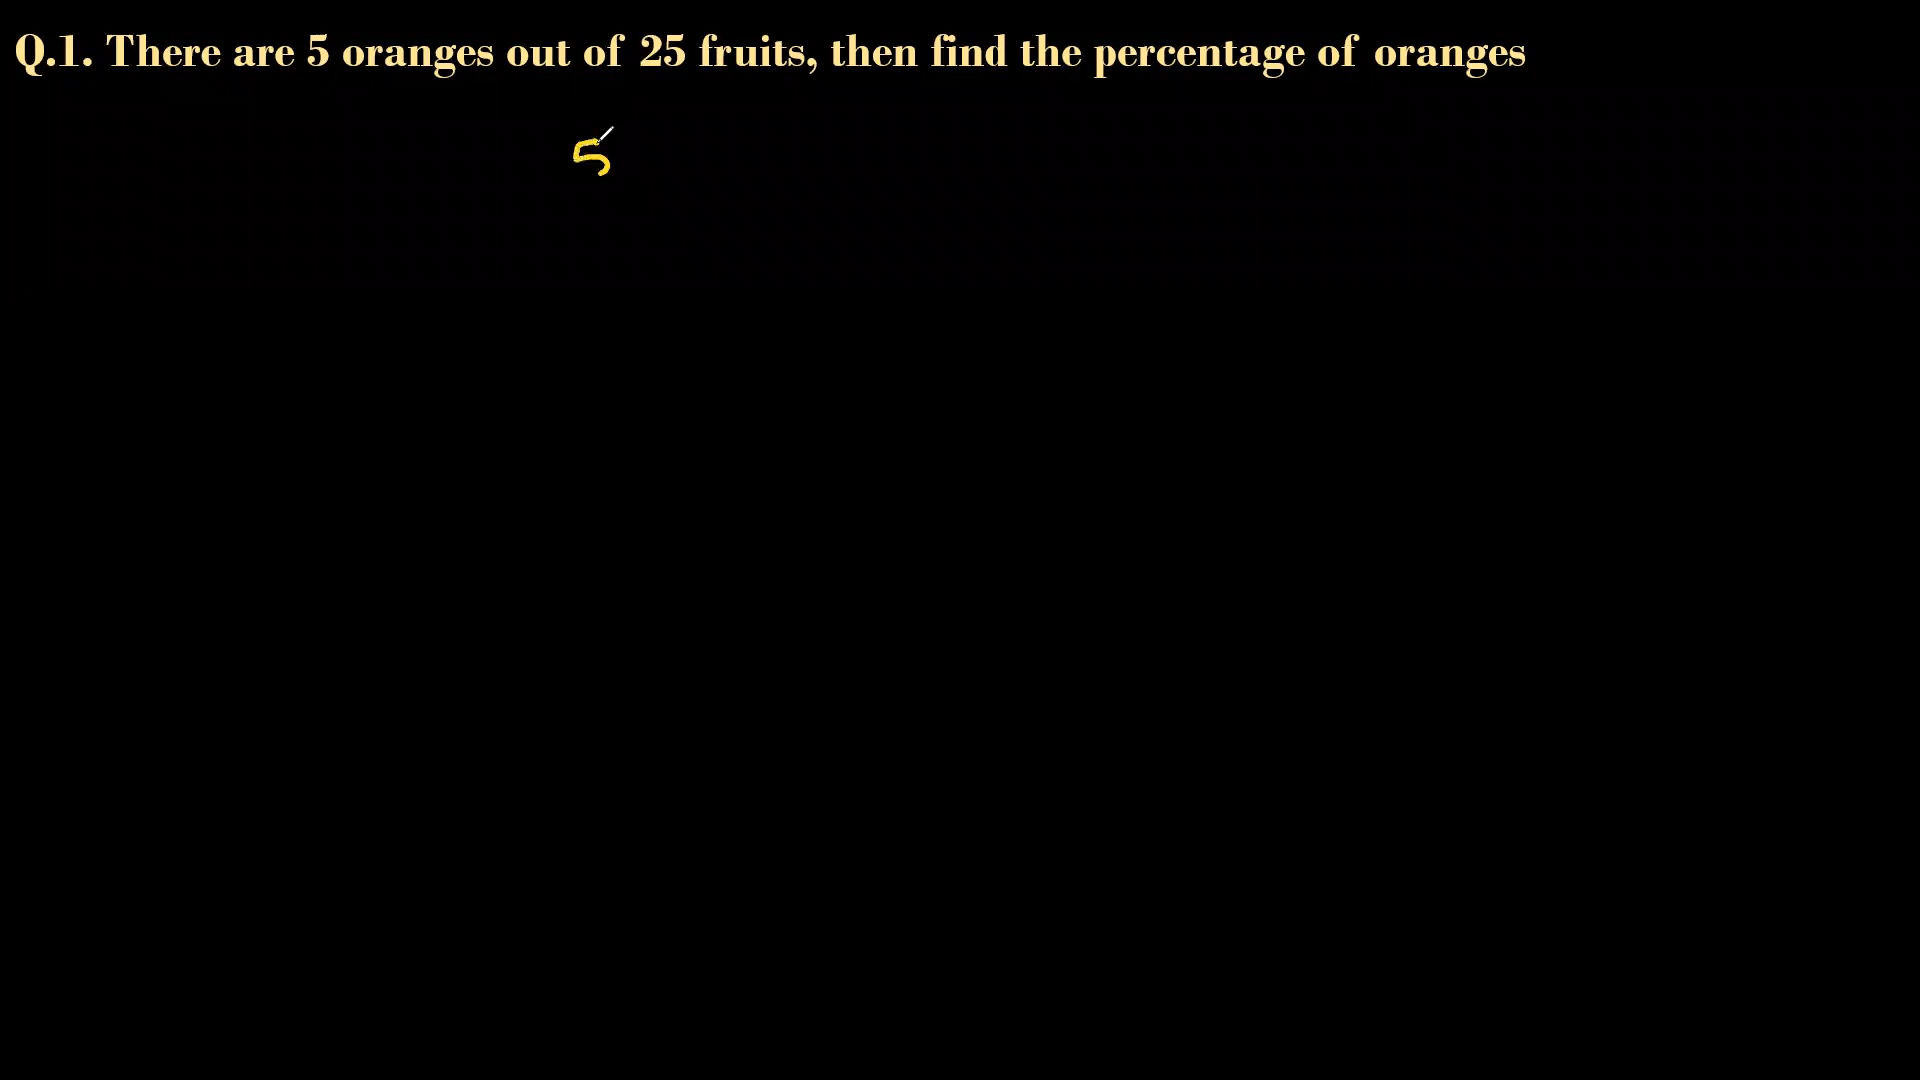 Q.1. There are 5 oranges out of 25 fruits, then find the percentage of oranges
5